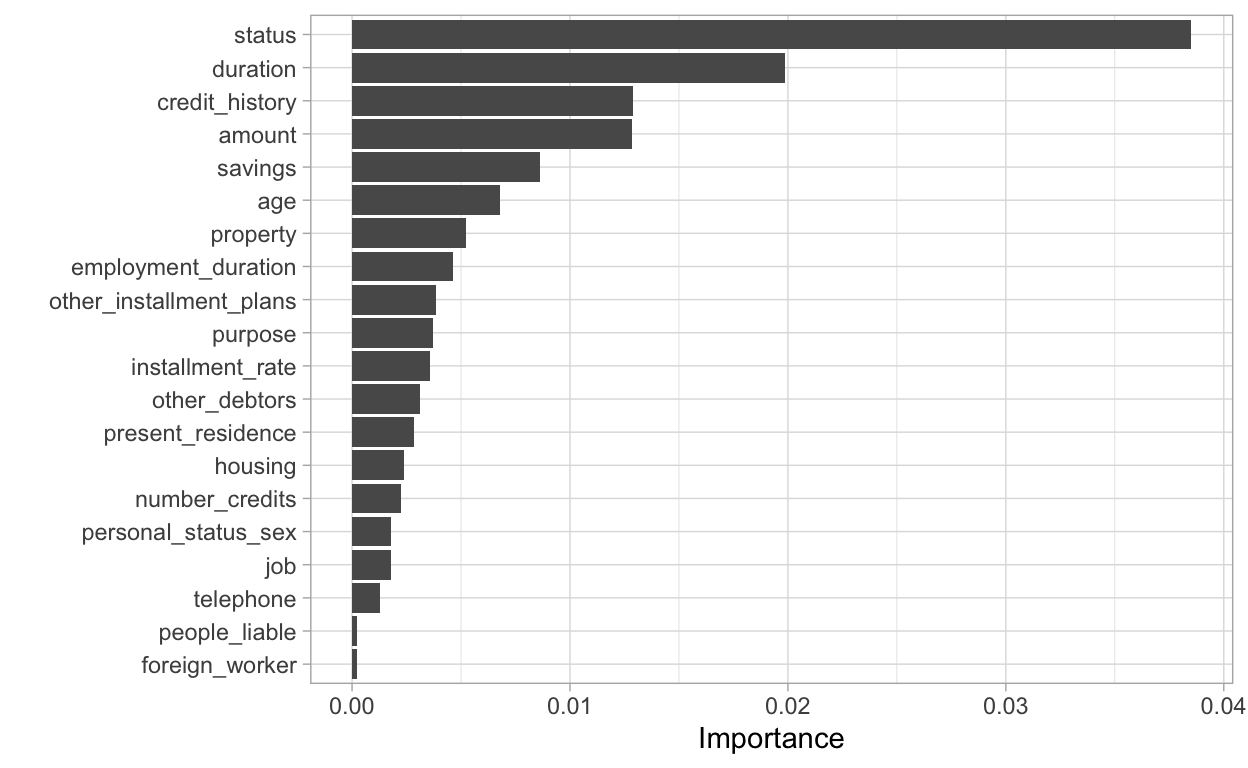 status
duration
credit_history
amount
savings
age
property
employment_duration
other_installment_plans
purpose
installment_rate
other_debtors
present_residence
housing
number_credits
personal_status_sex
job
telephone
people_liable
foreign_worker
0.00 0.01 0.02 0.03 0.04
Importance